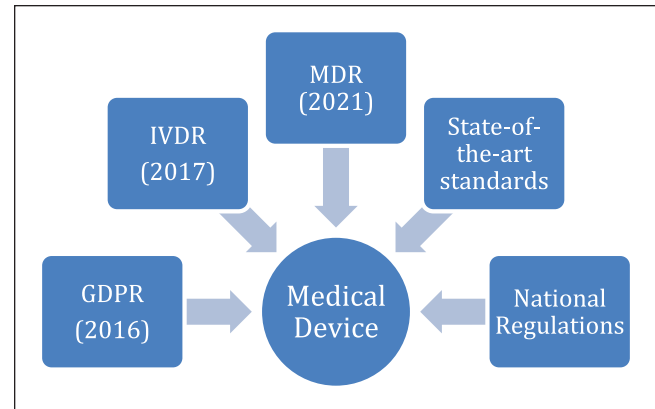 MDR
(2021)
IVDR
(2017)
State-of-
the-art
standards
GDPR
(2016)
Medical
Device
National
Regulations